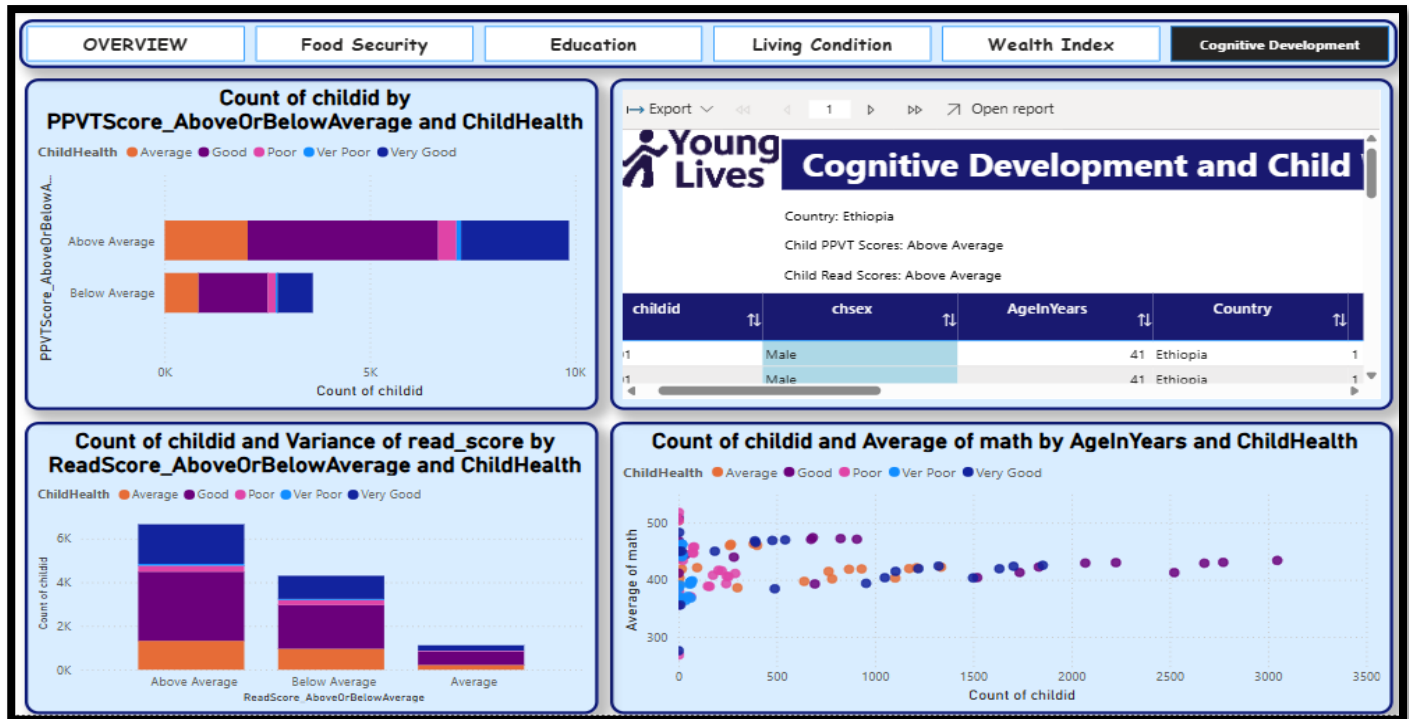 OVERVIEW
Food Security
Education
Living Condition
Wealth Index
Cognitive Development
Count of childid by
PPVTScore_AboveOrBelowAverage and ChildHealth
ChildHealth Average Good Poor Ver Poor Very Good
PPVTScore_AboveOrBelowA...
Above Average
Below Average
0K 5K 10K
Count of childid
Export 1 Open report
Young
Lives
Cognitive Development and Child
Country: Ethiopia
Child PPVT Scores: Above Average
Child Read Scores: Above Average
childid chsex AgeInYears Country
1 Male 41 Ethiopia 1
1 Male 41 Ethiopia 1
Count of childid and Variance of read_score by
ReadScore_AboveOrBelowAverage and ChildHealth
ChildHealth Average Good Poor Ver Poor Very Good
Count of childid
6K
4K
2K
0K
Above Average Below Average Average
ReadScore_AboveOrBelowAverage
Count of childid and Average of math by AgeInYears and ChildHealth
ChildHealth Average Good Poor Ver Poor Very Good
Average of math
500
400
300
0 500 1000 1500 2000 2500 3000 3500
Count of childid